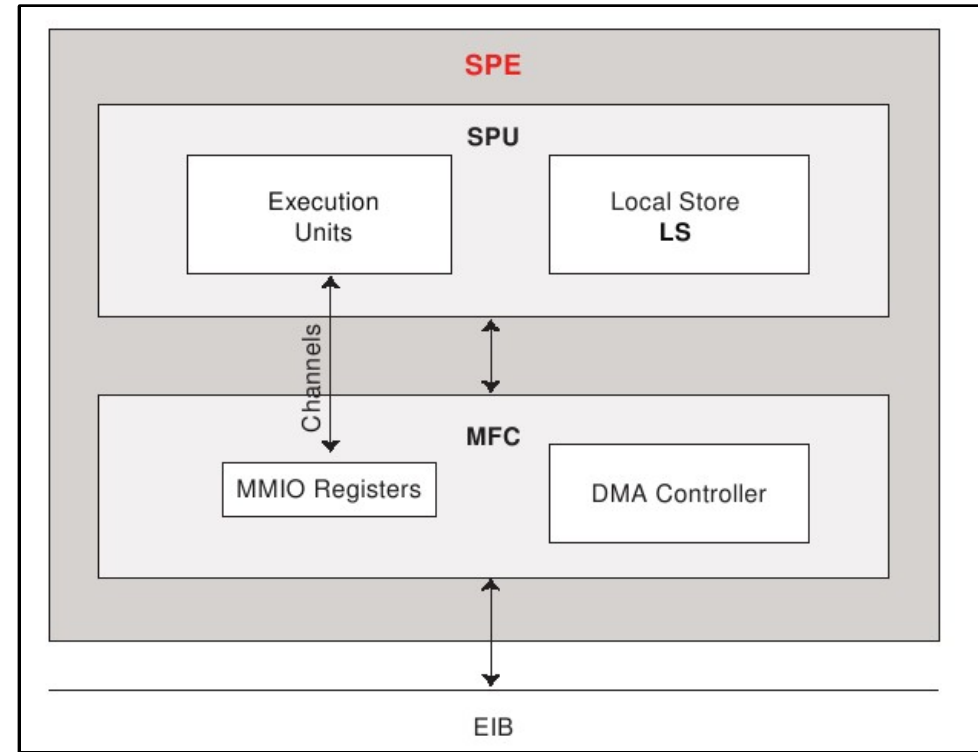 SPE
SPU
Execution
Units
Local Store
LS
Channels
MFC
MMIO Registers
DMA Controller
EIB